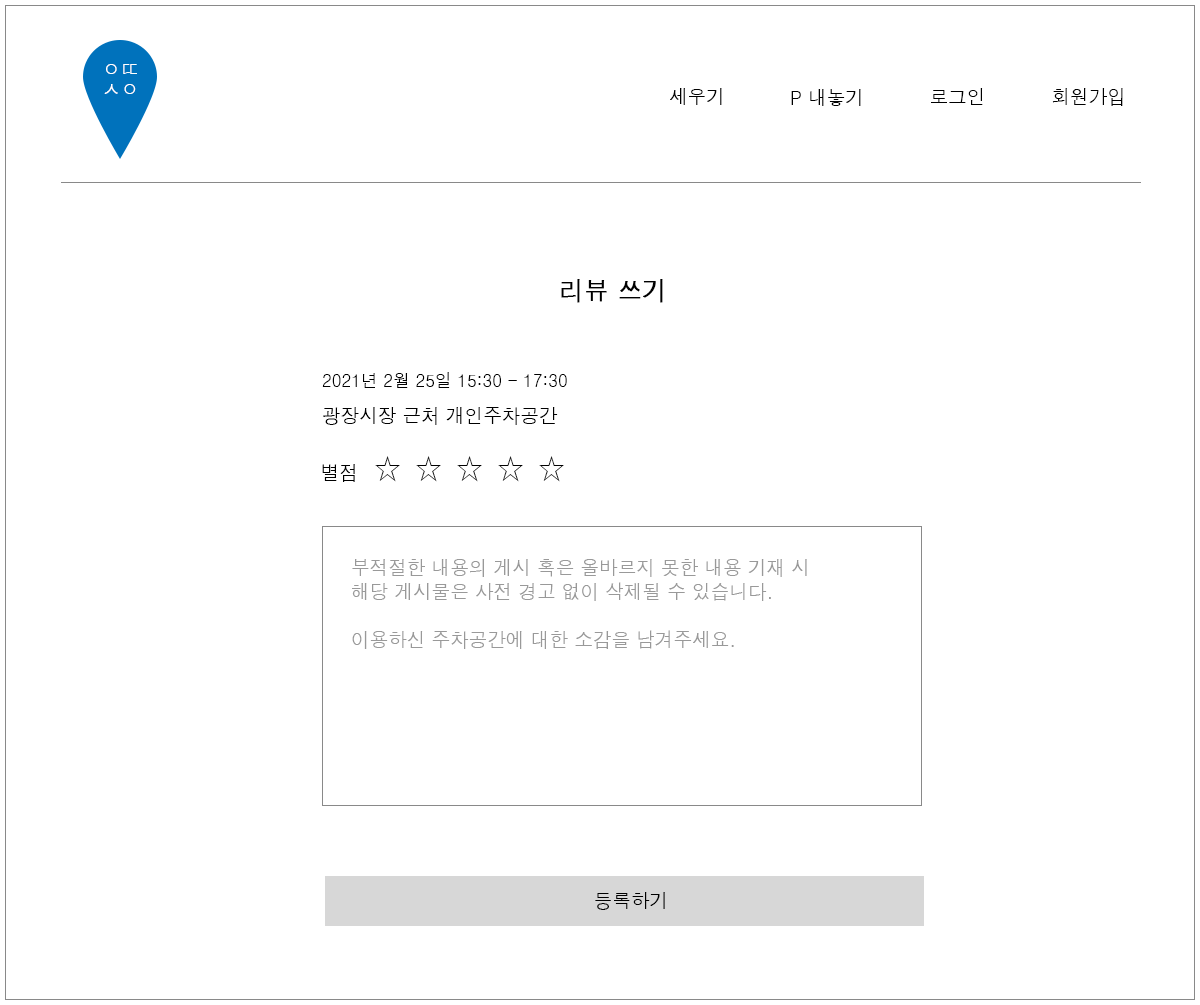 ㅇㄸ
ㅅㅇ
세우기 P 내놓기 로그인 회원가입
리뷰 쓰기
2021년 2월 25일 15:30 - 17:30
광장시장 근처 개인주차공간
별점 ☆ ☆ ☆ ☆ ☆
부적절한 내용의 게시 혹은 올바르지 못한 내용 기재 시
해당 게시물은 사전 경고 없이 삭제될 수 있습니다.
이용하신 주차공간에 대한 소감을 남겨주세요.
등록하기